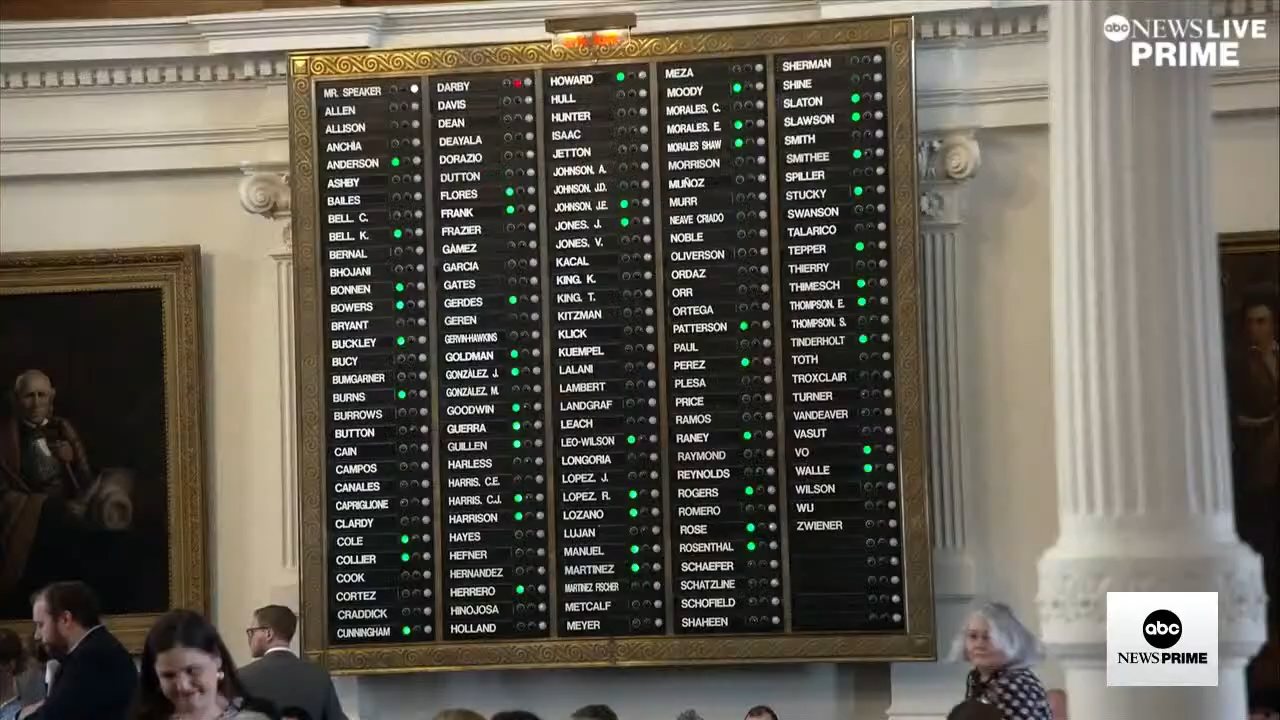 abc NEWS LIVE
PRIME
MR. SPEAKER
ALLEN
ALLISON
ANCHIA
ANDERSON
ASHBY
BAILES
BELL C.
BELL K.
BERNAL
BHOJANI
BONNEN
BOWERS
BRYANT
BUCKLEY
BUCY
BUMGARNER
BURNS
BURROWS
BUTTON
CAIN
CAMPOS
CANALES
CAPRIGLIONE
CLARDY
COLE
COLLIER
COOK
CORTEZ
CRADDICK
CUNNINGHAM
DARBY
DAVIS
DEAN
DEAYALA
DORAZIO
DUTTON
FLORES
FRANK
FRAZIER
GÁMEZ
GARCIA
GATES
GERDES
GEREN
GERVIN-HAWKINS
GOLDMAN
GONZÁLEZ, J.
GONZÁLEZ, M.
GOODWIN
GUERRA
GUILLEN
HARLESS
HARRIS, C.E.
HARRIS, C.J.
HARRISON
HAYES
HEFNER
HERNANDEZ
HERRERO
HINOJOSA
HOLLAND
HOWARD
HULL
HUNTER
ISAAC
JETTON
JOHNSON, A.
JOHNSON, J.D.
JOHNSON, J.E.
JONES, J.
JONES, V.
KACAL
KING, K.
KING, T.
KITZMAN
KLICK
KUEMPEL
LALANI
LAMBERT
LANDGRAF
LEACH
LEO-WILSON
LONGORIA
LOPEZ, J.
LOPEZ, R.
LOZANO
LUJAN
MANUEL
MARTINEZ
MARTINEZ FISCHER
METCALF
MEYER
MEZA
MOODY
MORALES, C.
MORALES, E.
MORALES SHAW
MORRISON
MUÑOZ
MURR
NEAVE CRIADO
NOBLE
OLIVERSON
ORDAZ
ORR
ORTEGA
PATTERSON
PAUL
PEREZ
PLESA
PRICE
RAMOS
RANEY
RAYMOND
REYNOLDS
ROGERS
ROMERO
ROSE
ROSENTHAL
SCHAEFER
SCHATZLINE
SCHOFIELD
SHAHEEN
SHERMAN
SHINE
SLATON
SLAWSON
SMITH
SMITHEE
SPILLER
STUCKY
SWANSON
TALARICO
TEPPER
THIERRY
THIMESCH
THOMPSON, E.
THOMPSON, S.
TINDERHOLT
TOTH
TROXCLAIR
TURNER
VANDEAVER
VASUT
VO
WALLE
WILSON
WU
ZWIENER
abc
NEWS PRIME